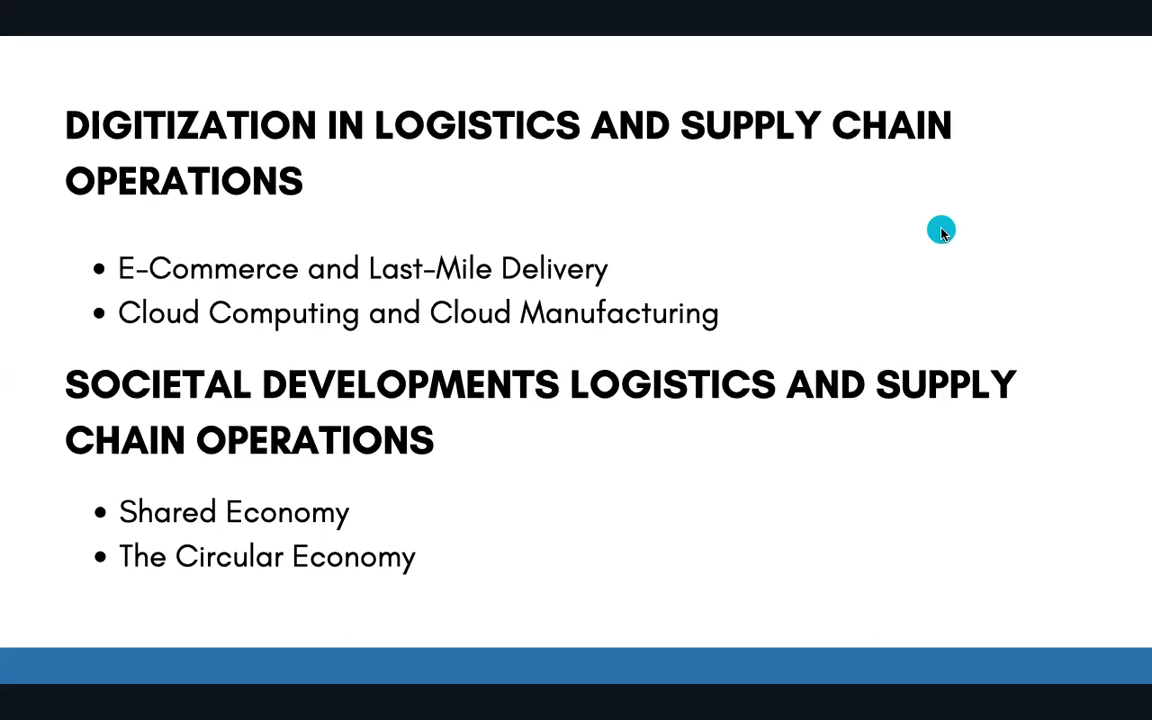 DIGITIZATION IN LOGISTICS AND SUPPLY CHAIN
OPERATIONS
• E-Commerce and Last-Mile Delivery
• Cloud Computing and Cloud Manufacturing
SOCIETAL DEVELOPMENTS LOGISTICS AND SUPPLY
CHAIN OPERATIONS
• Shared Economy
• The Circular Economy